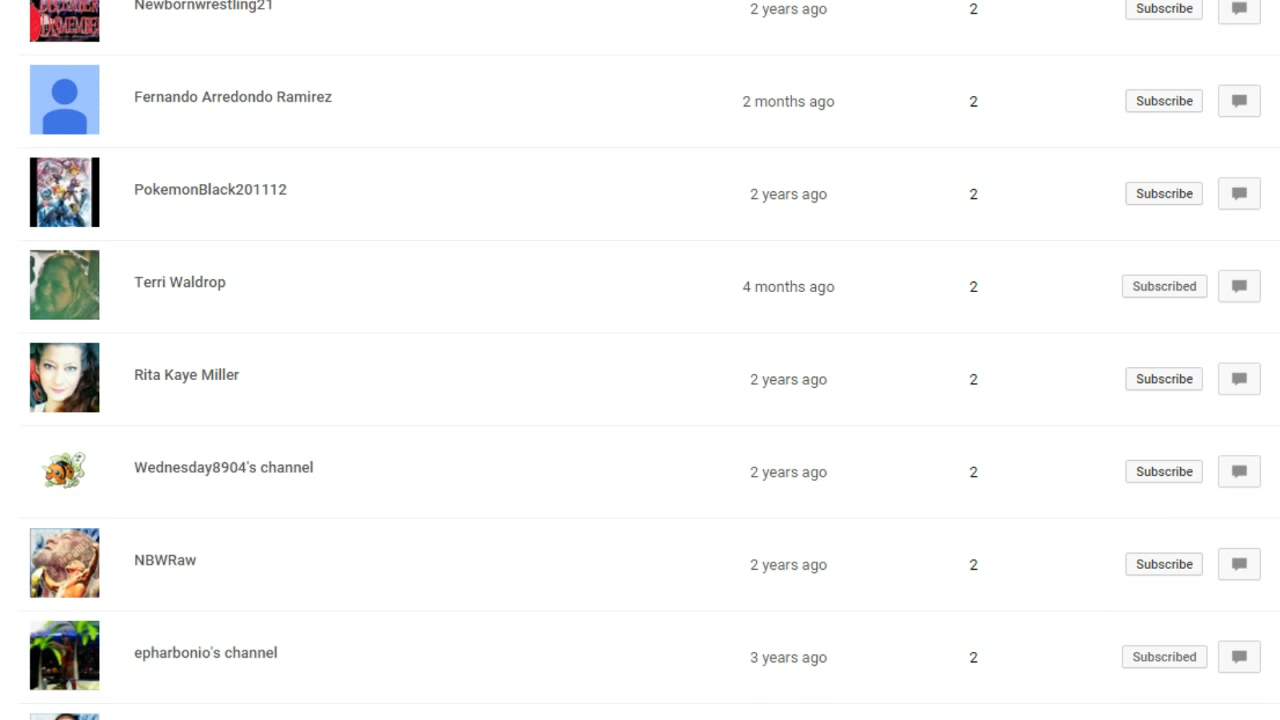 Newbornwrestling21 2 years ago 2 Subscribe
Fernando Arredondo Ramirez 2 months ago 2 Subscribe
PokemonBlack201112 2 years ago 2 Subscribe
Terri Waldrop 4 months ago 2 Subscribed
Rita Kaye Miller 2 years ago 2 Subscribe
Wednesday8904's channel 2 years ago 2 Subscribe
NBWRaw 2 years ago 2 Subscribe
epharbonio's channel 3 years ago 2 Subscribed